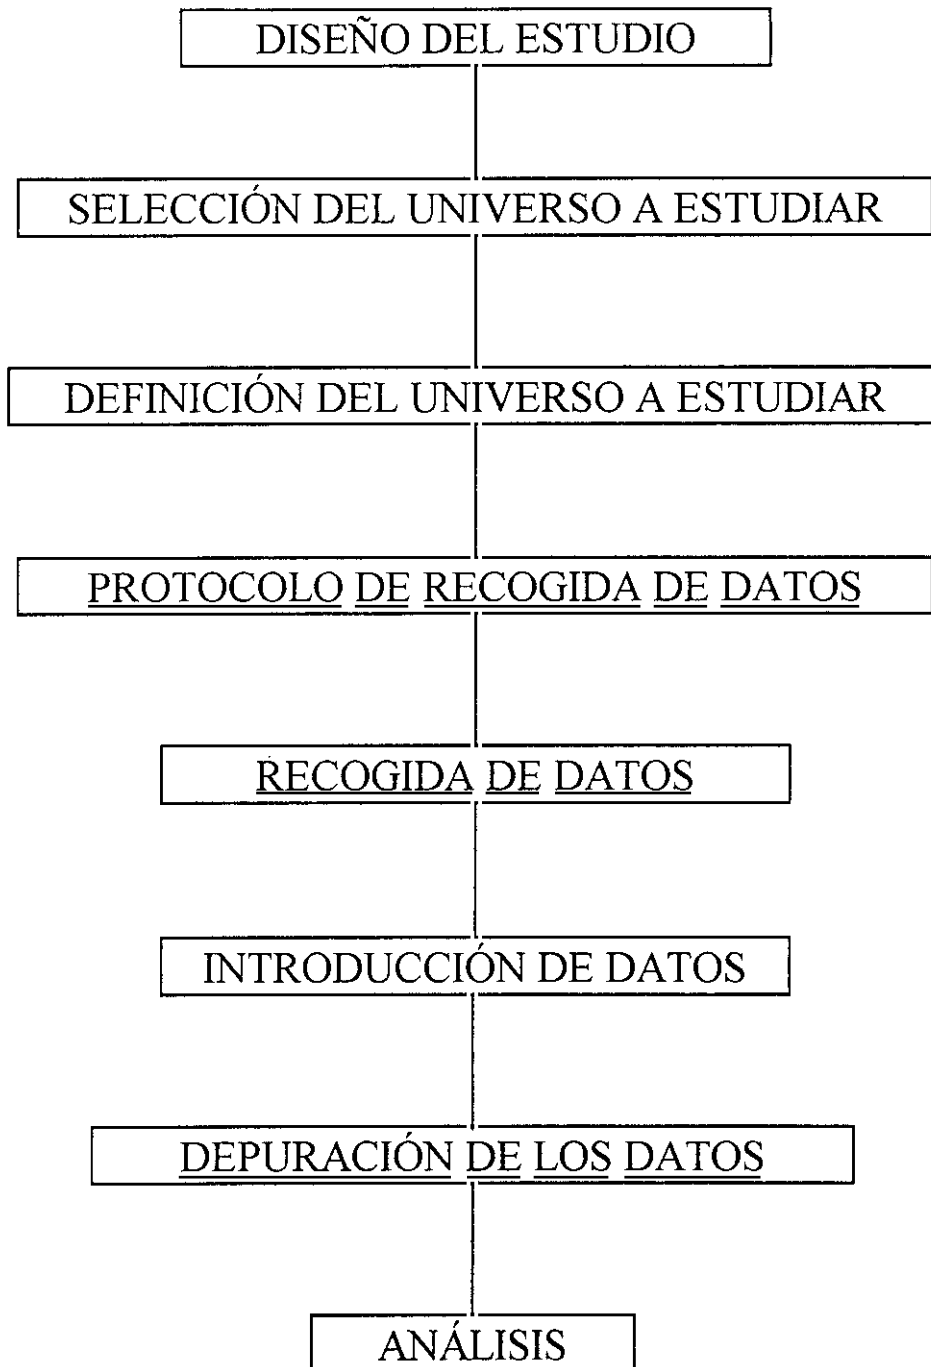 DISEÑO DEL ESTUDIO
SELECCIÓN DEL UNIVERSO A ESTUDIAR
DEFINICIÓN DEL UNIVERSO A ESTUDIAR
PROTOCOLO DE RECOGIDA DE DATOS
RECOGIDA DE DATOS
INTRODUCCIÓN DE DATOS
DEPURACIÓN DE LOS DATOS
ANÁLISIS